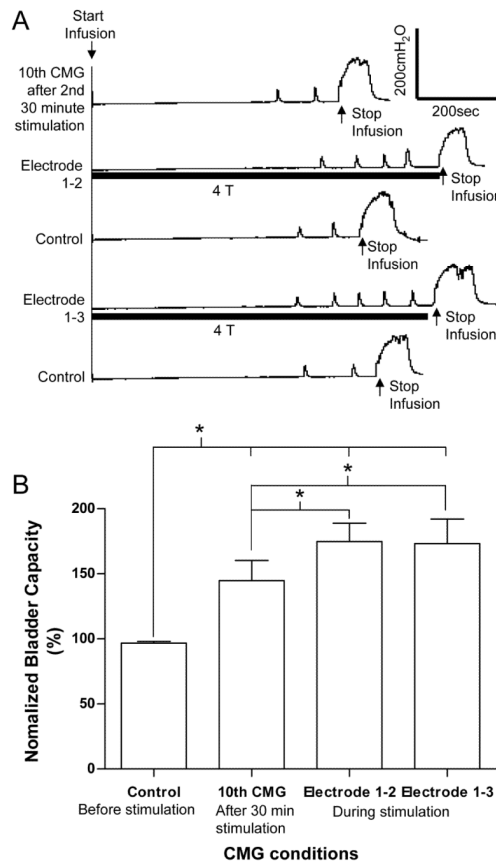 A
Start
Infusion
10th CMG
after 2nd
30 minute
stimulation
Stop
Infusion
200cmH2O
200sec
Electrode
1-2
4 T
Stop
Infusion
Control
Stop
Infusion
Electrode
1-3
4 T
Stop
Infusion
Control
Stop
Infusion
B
*
*
*
Nomalized Bladder Capacity
(%)
200
150
100
50
0
Control
Before stimulation
10th CMG
After 30 min
stimulation
Electrode 1-2 Electrode 1-3
During stimulation
CMG conditions